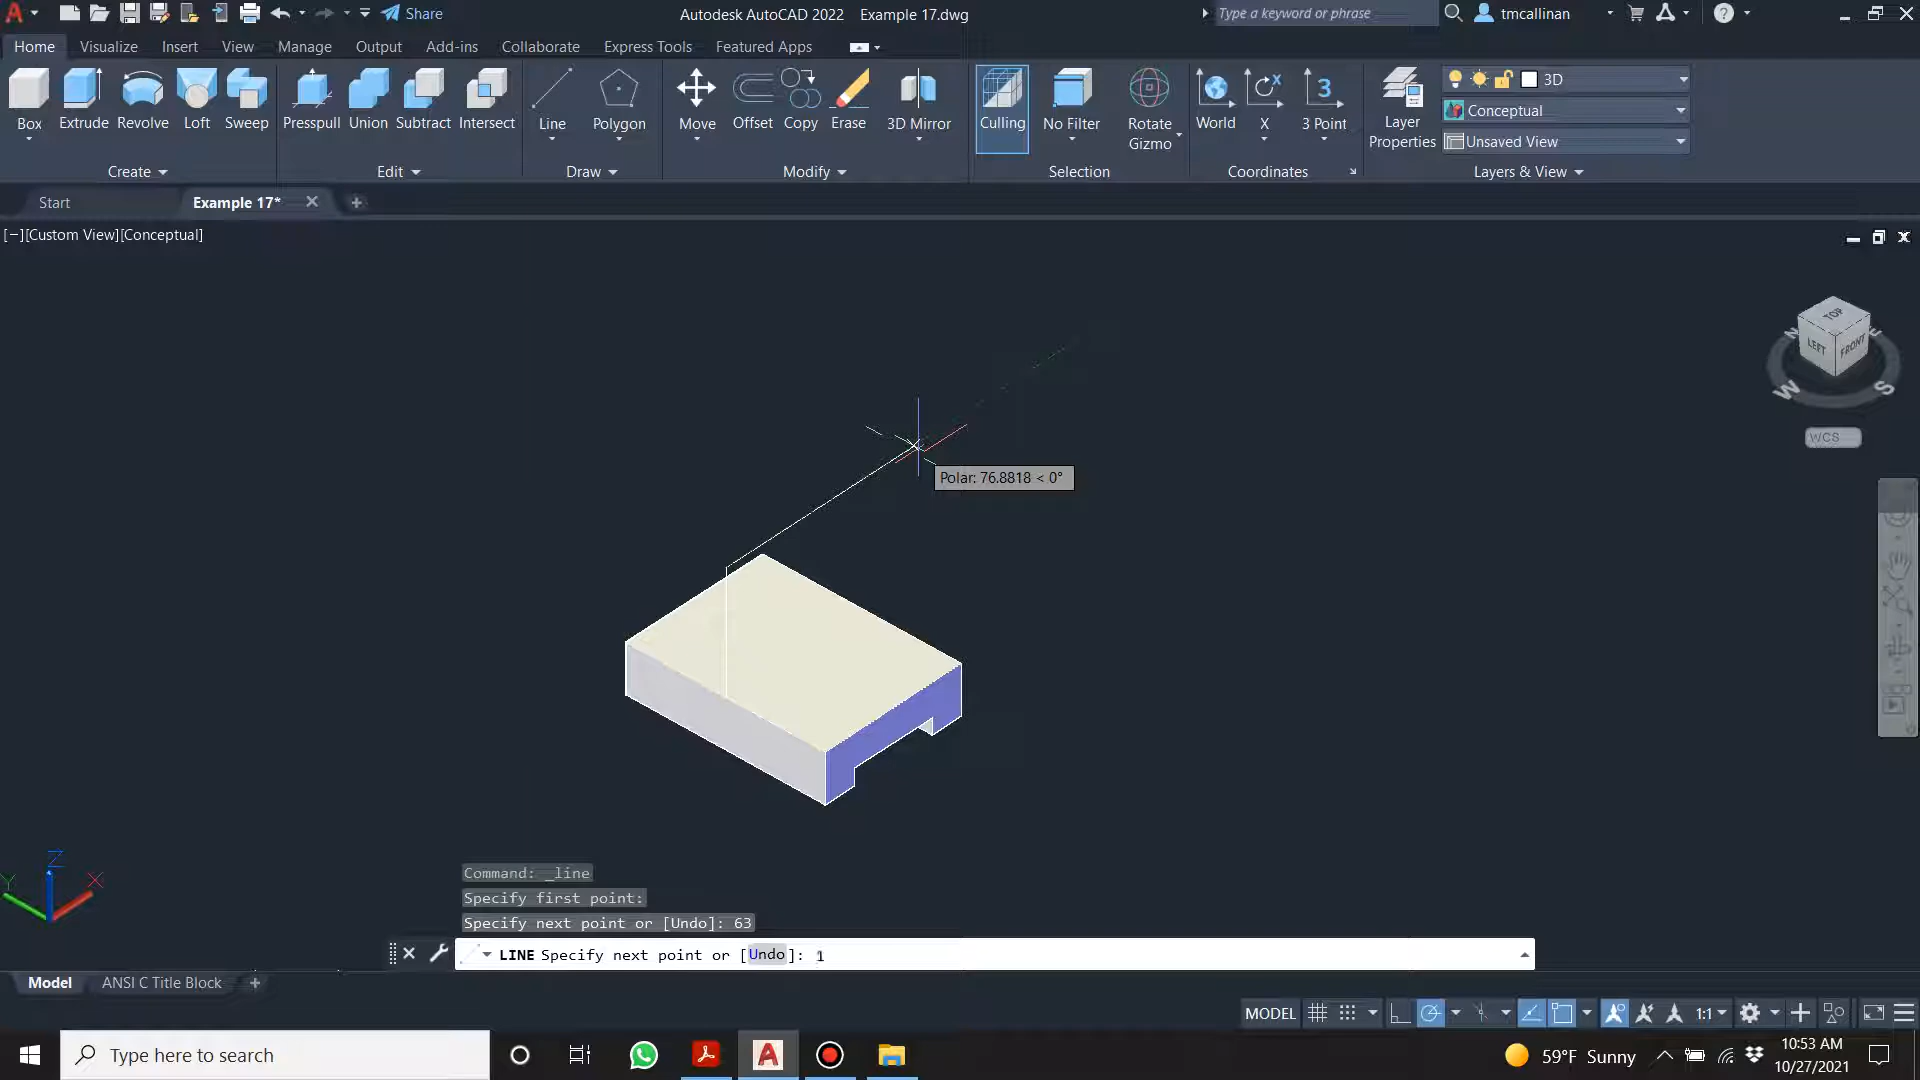 Share
Autodesk AutoCAD 2022 Example 17.dwg
Type a keyword or phrase
tmcallinan
Home Visualize Insert View Manage Output Add-ins Collaborate Express Tools Featured Apps
Box Extrude Revolve Loft Sweep Presspull Union Subtract Intersect Line Polygon Move Offset Copy Erase 3D Mirror Culling No Filter Rotate Gizmo World X 3 Point Layer Properties
3D
Conceptual
Unsaved View
Create Edit Draw Modify Selection Coordinates Layers & View
Start Example 17*
[−][Custom View][Conceptual]
TOP
LEFT FRONT
N E
W S
WCS
Polar: 76.8818 < 0°
Z
Y X
Command: _line
Specify first point:
Specify next point or [Undo]: 63
LINE Specify next point or [Undo]: 1
Model ANSI C Title Block
MODEL 1:1
Type here to search
59°F Sunny
10:53 AM
10/27/2021